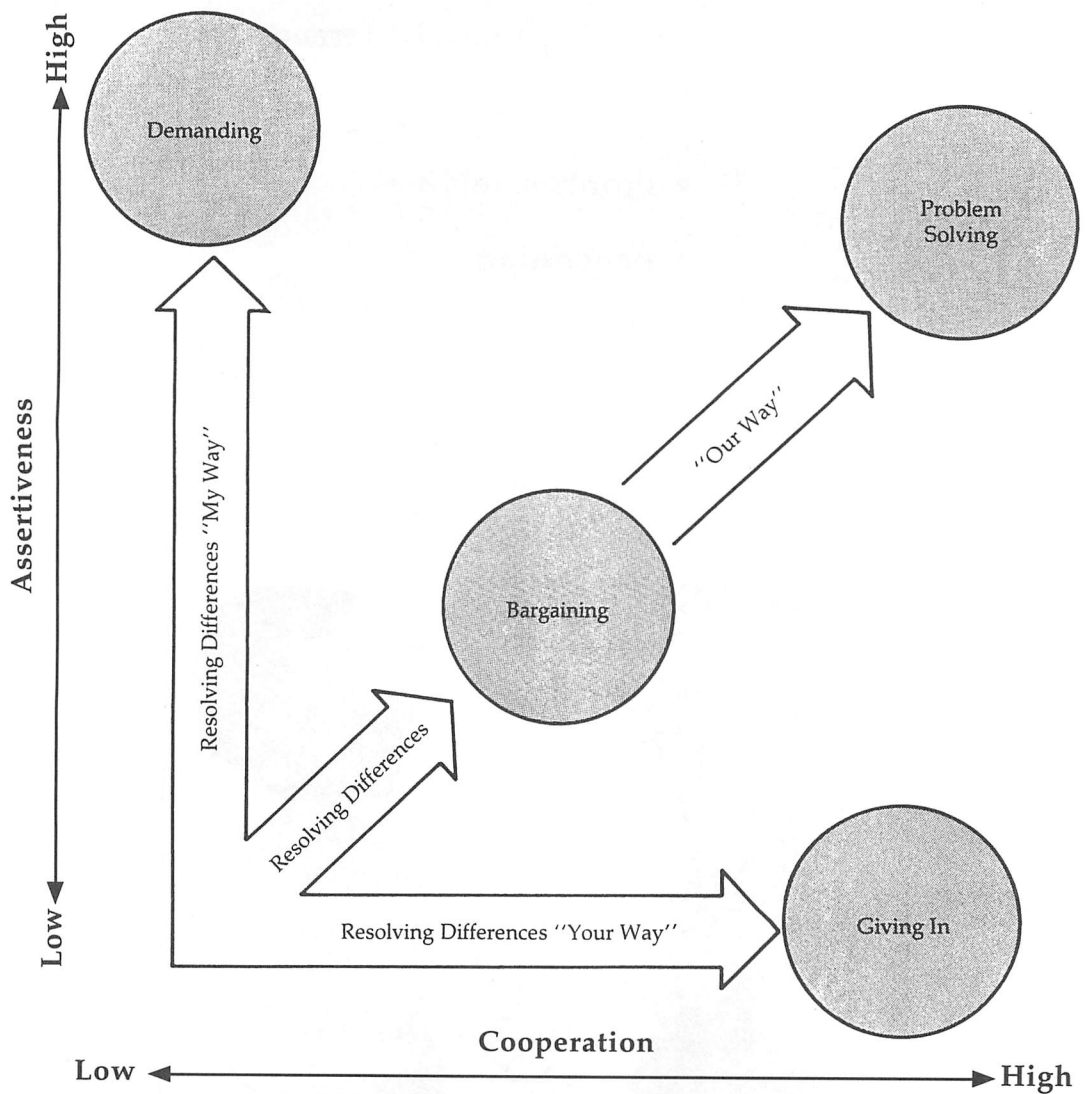 High
Demanding
Problem
Solving
"Our Way"
Assertiveness
Resolving Differences "My Way"
Bargaining
Resolving Differences
Giving In
Resolving Differences "Your Way"
Low
Cooperation
Low
High